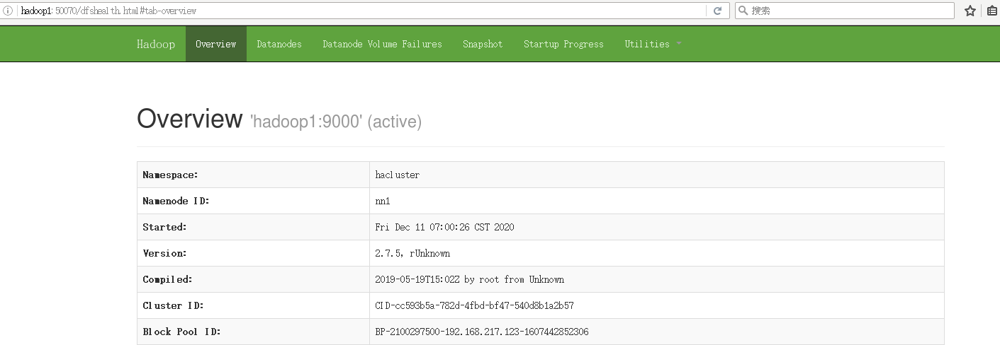 hadoop1:50070/dfshealth.html#tab-overview 搜索
Hadoop Overview Datanodes Datanode Volume Failures Snapshot Startup Progress Utilities
Overview 'hadoop1:9000' (active)
Namespace: hacluster
Namenode ID: nn1
Started: Fri Dec 11 07:00:26 CST 2020
Version: 2.7.5, rUnknown
Compiled: 2019-05-19T15:02Z by root from Unknown
Cluster ID: CID-cc593b5a-782d-4fbd-bf47-540d8b1a2b57
Block Pool ID: BP-2100297500-192.168.217.123-1607442852306